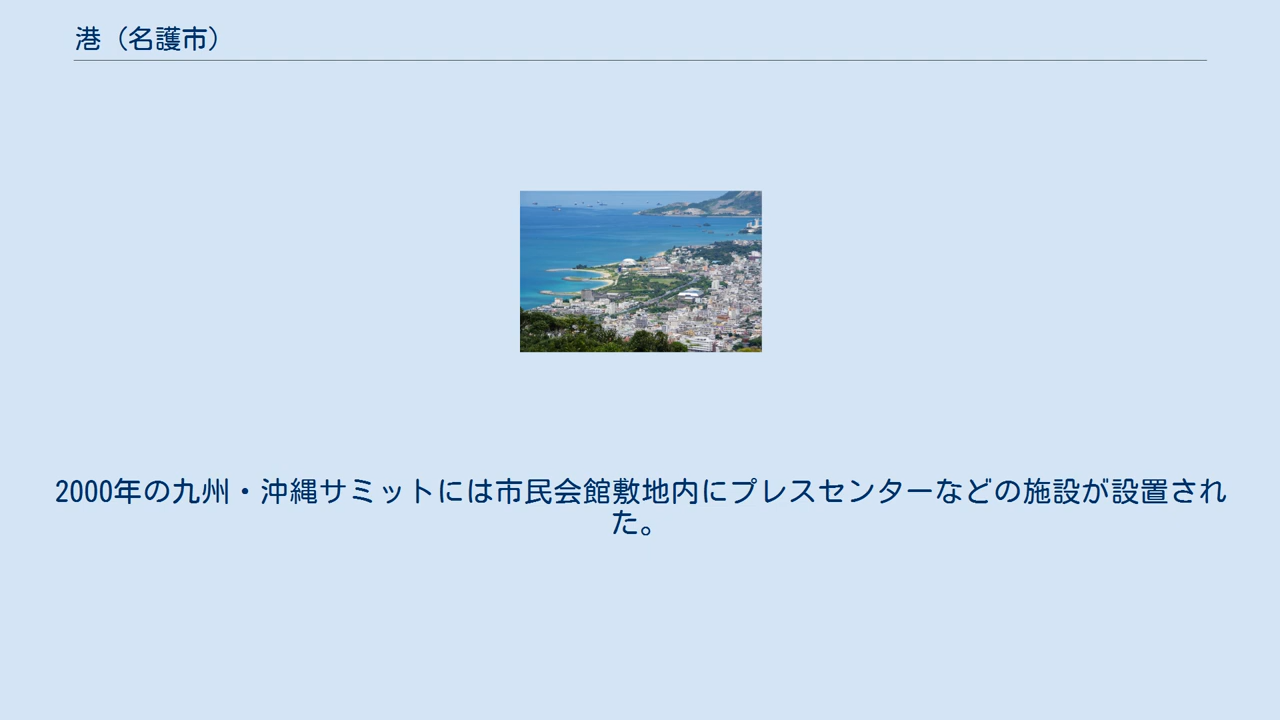 港（名護市）
2000年の九州・沖縄サミットには市民会館敷地内にプレスセンターなどの施設が設置され
た。